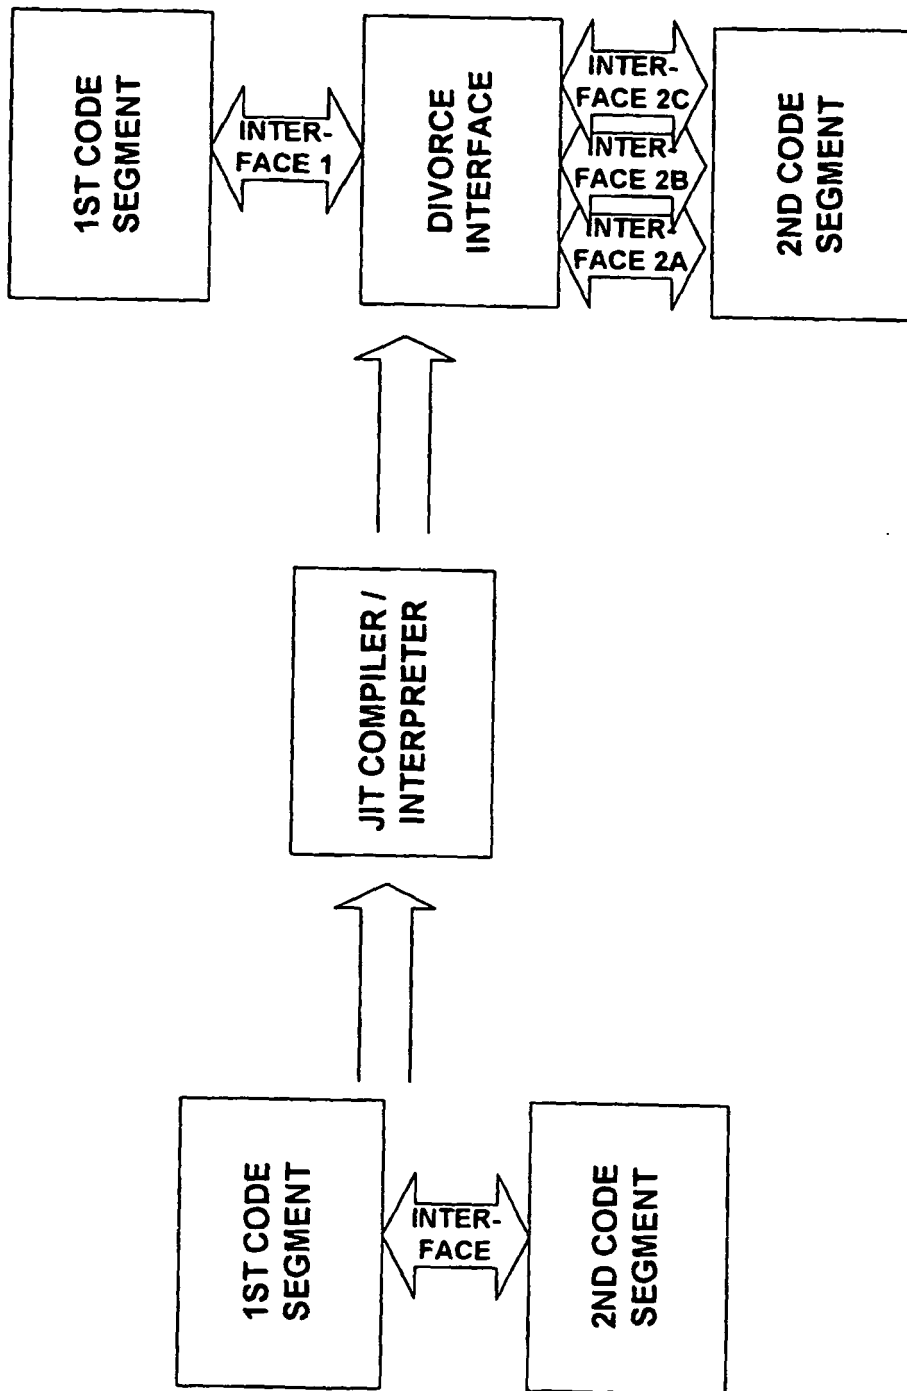 1ST CODE
SEGMENT
INTER-
FACE 1
DIVORCE
INTERFACE
INTER-
FACE 2C
INTER-
FACE 2B
INTER-
FACE 2A
2ND CODE
SEGMENT
JIT COMPILER /
INTERPRETER
1ST CODE
SEGMENT
INTER-
FACE
2ND CODE
SEGMENT